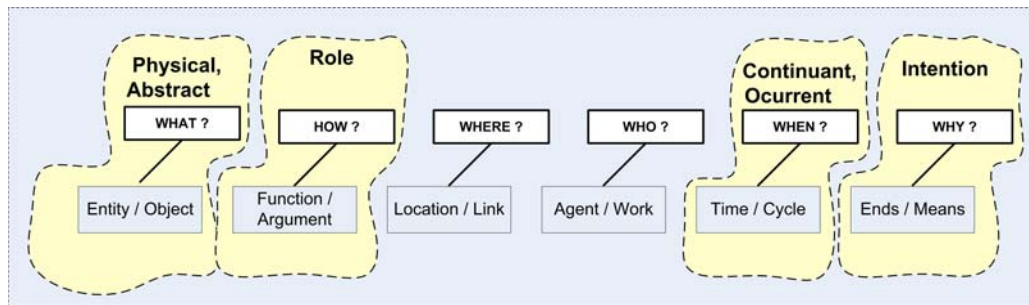 Physical,
Abstract
Role
Continuant,
Ocurrent
Intention
WHAT ?
HOW ?
WHERE ?
WHO ?
WHEN ?
WHY ?
Entity / Object
Function /
Argument
Location / Link
Agent / Work
Time / Cycle
Ends / Means